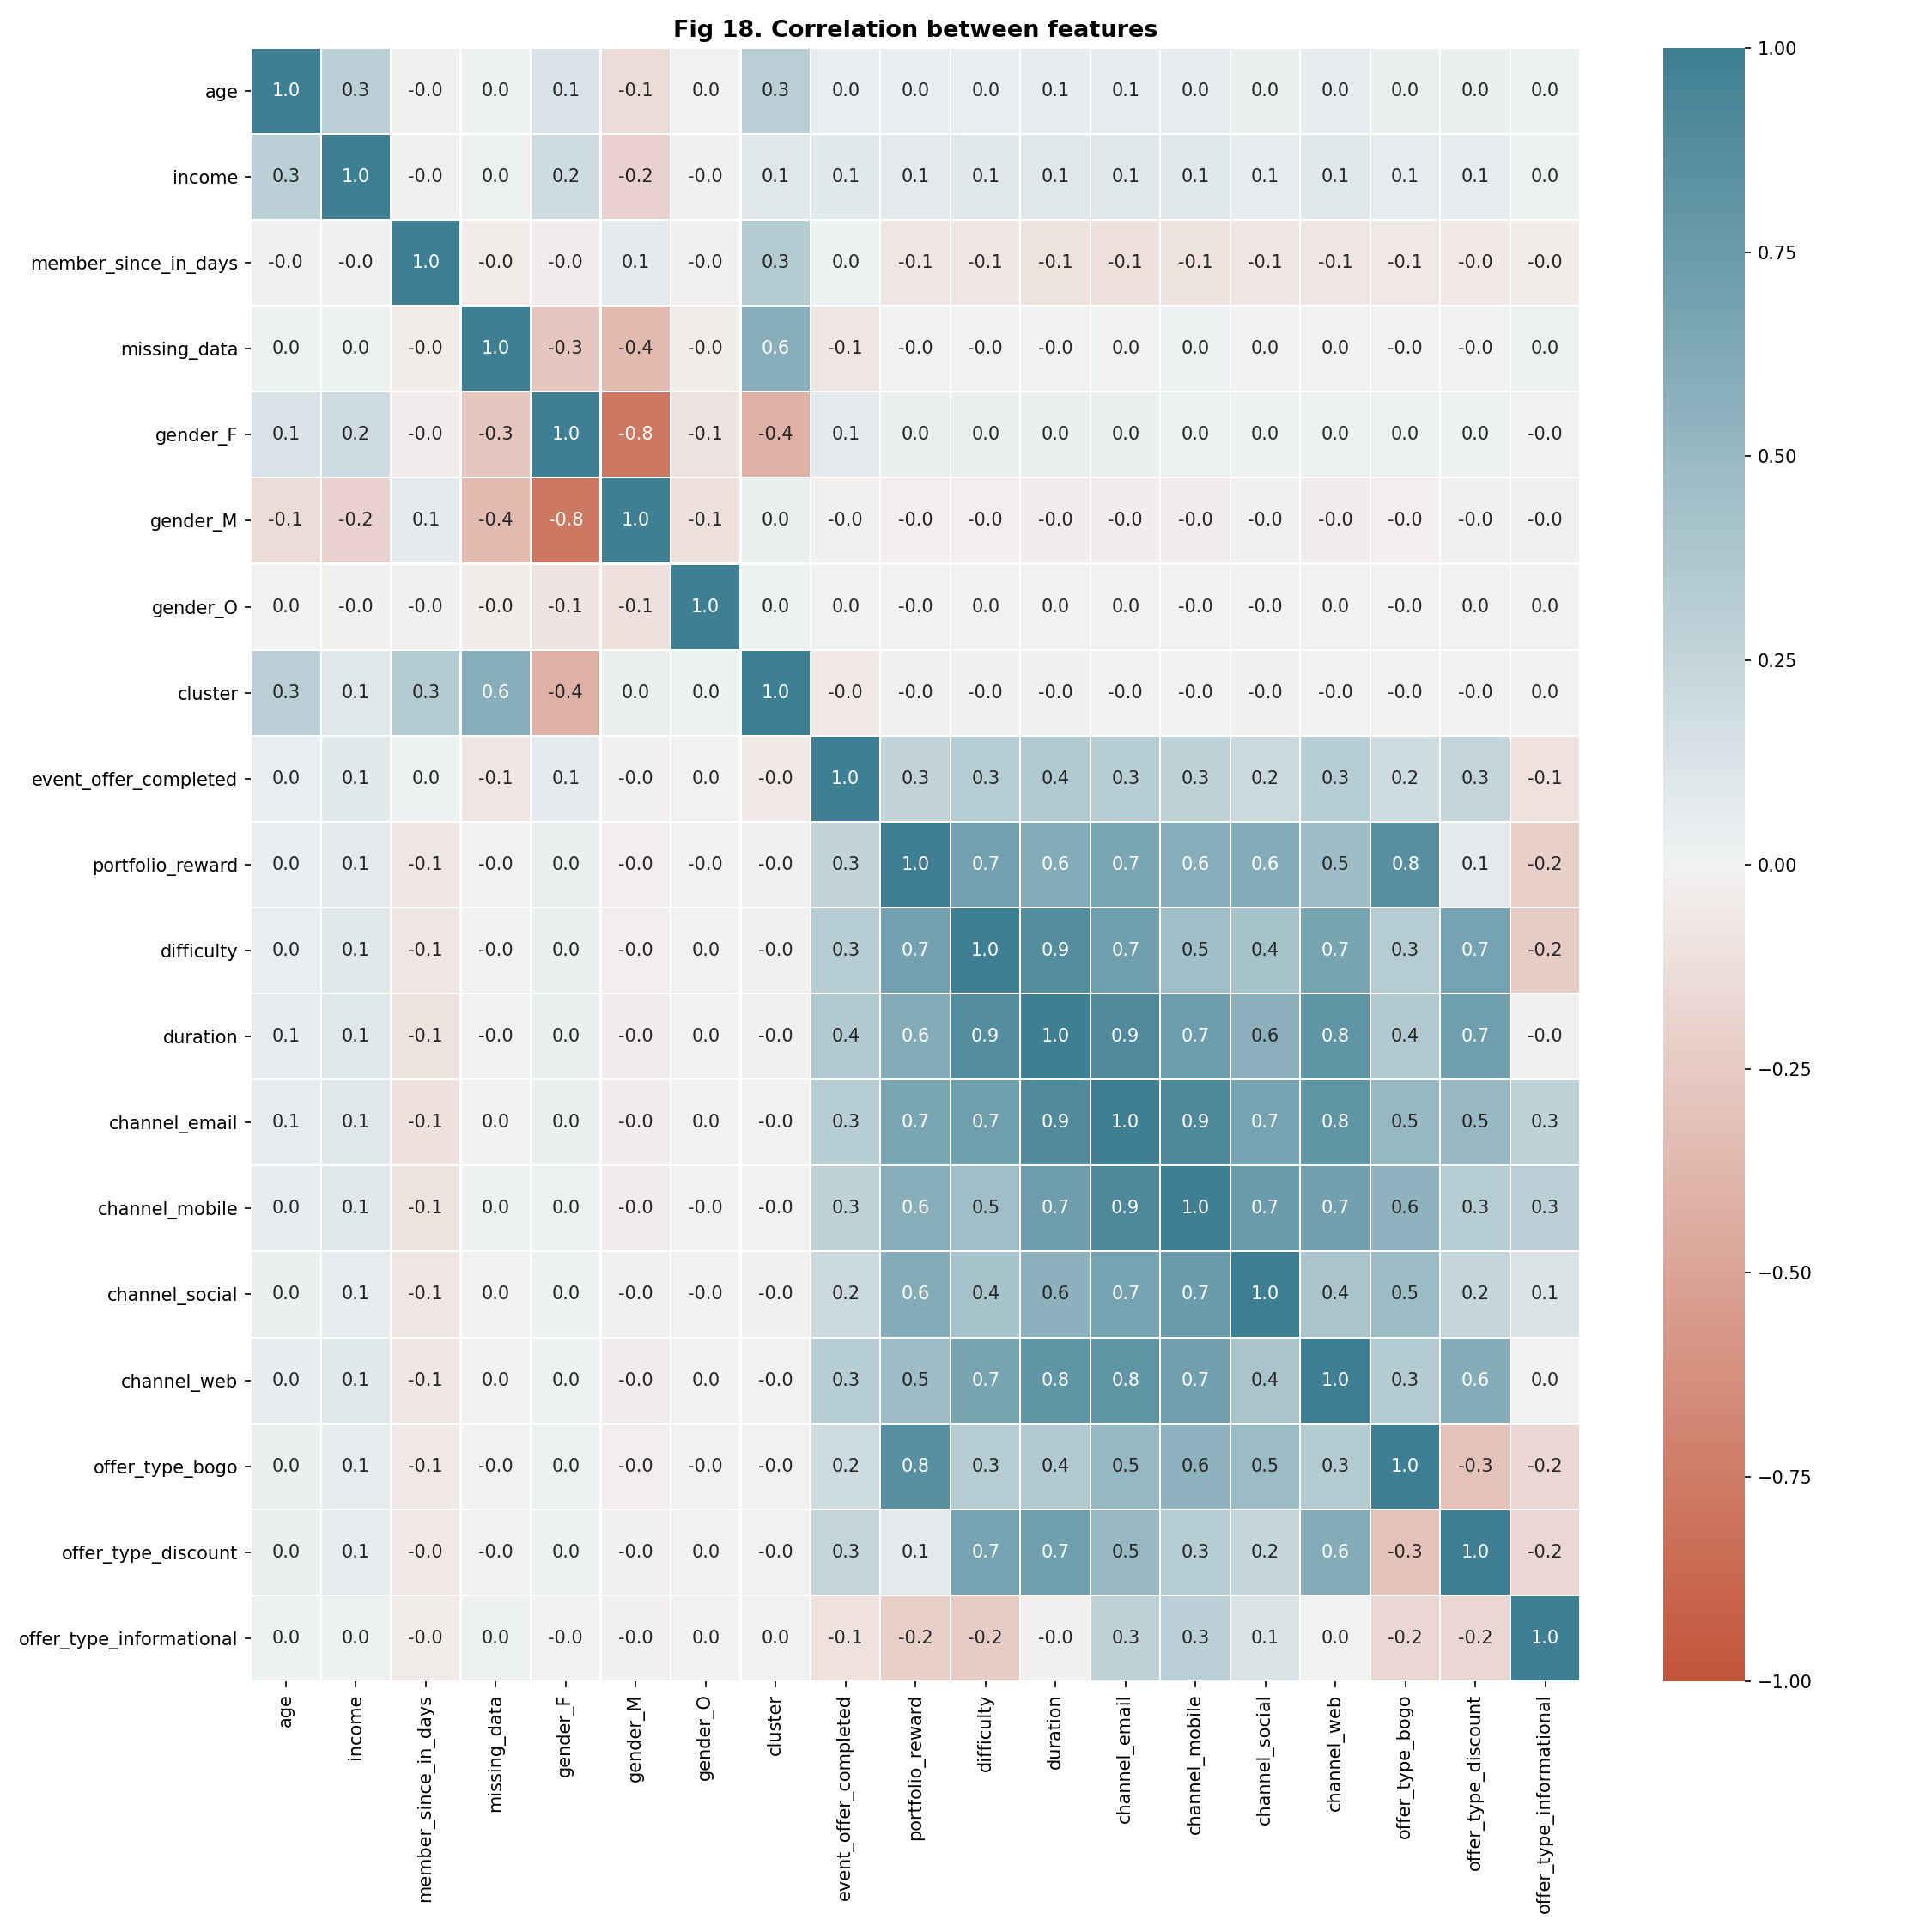 Fig 18. Correlation between features
age 1.0 0.3 -0.0 0.0 0.1 -0.1 0.0 0.3 0.0 0.0 0.0 0.1 0.1 0.0 0.0 0.0 0.0 0.0 0.0
income 0.3 1.0 -0.0 0.0 0.2 -0.2 -0.0 0.1 0.1 0.1 0.1 0.1 0.1 0.1 0.1 0.1 0.1 0.1 0.0
member_since_in_days -0.0 -0.0 1.0 -0.0 -0.0 0.1 -0.0 0.3 0.0 -0.1 -0.1 -0.1 -0.1 -0.1 -0.1 -0.1 -0.1 -0.0 -0.0
missing_data 0.0 0.0 -0.0 1.0 -0.3 -0.4 -0.0 0.6 -0.1 -0.0 -0.0 -0.0 0.0 0.0 0.0 0.0 -0.0 -0.0 0.0
gender_F 0.1 0.2 -0.0 -0.3 1.0 -0.8 -0.1 -0.4 0.1 0.0 0.0 0.0 0.0 0.0 0.0 0.0 0.0 0.0 -0.0
gender_M -0.1 -0.2 0.1 -0.4 -0.8 1.0 -0.1 0.0 -0.0 -0.0 -0.0 -0.0 -0.0 -0.0 -0.0 -0.0 -0.0 -0.0 -0.0
gender_O 0.0 -0.0 -0.0 -0.0 -0.1 -0.1 1.0 0.0 0.0 -0.0 0.0 0.0 0.0 -0.0 -0.0 0.0 -0.0 0.0 0.0
cluster 0.3 0.1 0.3 0.6 -0.4 0.0 0.0 1.0 -0.0 -0.0 -0.0 -0.0 -0.0 -0.0 -0.0 -0.0 -0.0 -0.0 0.0
event_offer_completed 0.0 0.1 0.0 -0.1 0.1 -0.0 0.0 -0.0 1.0 0.3 0.3 0.4 0.3 0.3 0.2 0.3 0.2 0.3 -0.1
portfolio_reward 0.0 0.1 -0.1 -0.0 0.0 -0.0 -0.0 -0.0 0.3 1.0 0.7 0.6 0.7 0.6 0.6 0.5 0.8 0.1 -0.2
difficulty 0.0 0.1 -0.1 -0.0 0.0 -0.0 0.0 -0.0 0.3 0.7 1.0 0.9 0.7 0.5 0.4 0.7 0.3 0.7 -0.2
duration 0.1 0.1 -0.1 -0.0 0.0 -0.0 0.0 -0.0 0.4 0.6 0.9 1.0 0.9 0.7 0.6 0.8 0.4 0.7 -0.0
channel_email 0.1 0.1 -0.1 0.0 0.0 -0.0 0.0 -0.0 0.3 0.7 0.7 0.9 1.0 0.9 0.7 0.8 0.5 0.5 0.3
channel_mobile 0.0 0.1 -0.1 0.0 0.0 -0.0 -0.0 -0.0 0.3 0.6 0.5 0.7 0.9 1.0 0.7 0.7 0.6 0.3 0.3
channel_social 0.0 0.1 -0.1 0.0 0.0 -0.0 -0.0 -0.0 0.2 0.6 0.4 0.6 0.7 0.7 1.0 0.4 0.5 0.2 0.1
channel_web 0.0 0.1 -0.1 0.0 0.0 -0.0 0.0 -0.0 0.3 0.5 0.7 0.8 0.8 0.7 0.4 1.0 0.3 0.6 0.0
offer_type_bogo 0.0 0.1 -0.1 -0.0 0.0 -0.0 -0.0 -0.0 0.2 0.8 0.3 0.4 0.5 0.6 0.5 0.3 1.0 -0.3 -0.2
offer_type_discount 0.0 0.1 -0.0 -0.0 0.0 -0.0 0.0 -0.0 0.3 0.1 0.7 0.7 0.5 0.3 0.2 0.6 -0.3 1.0 -0.2
offer_type_informational 0.0 0.0 -0.0 0.0 -0.0 -0.0 0.0 0.0 -0.1 -0.2 -0.2 -0.0 0.3 0.3 0.1 0.0 -0.2 -0.2 1.0
age
income
member_since_in_days
missing_data
gender_F
gender_M
gender_O
cluster
event_offer_completed
portfolio_reward
difficulty
duration
channel_email
channel_mobile
channel_social
channel_web
offer_type_bogo
offer_type_discount
offer_type_informational
1.00
0.75
0.50
0.25
0.00
−0.25
−0.50
−0.75
−1.00